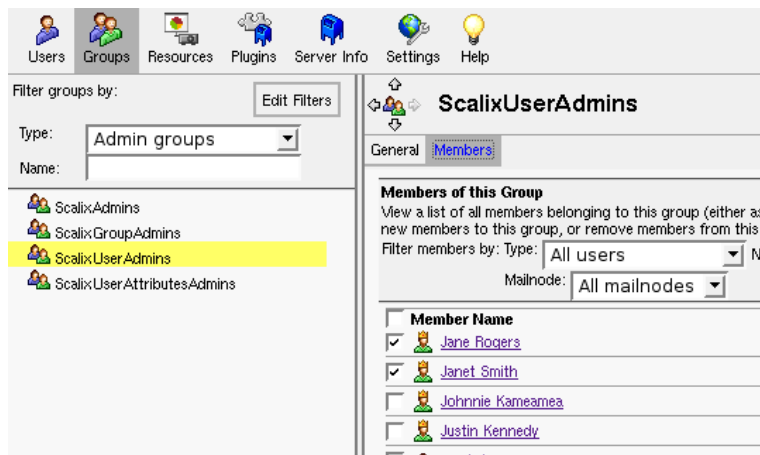 Users Groups Resources Plugins Server Info Settings Help
Filter groups by:
Edit Filters
Type: Admin groups
Name:
ScalixAdmins
ScalixGroupAdmins
ScalixUserAdmins
ScalixUserAttributesAdmins
ScalixUserAdmins
General Members
Members of this Group
View a list of all members belonging to this group (either as
new members to this group, or remove members from this
Filter members by: Type: All users N
Mailnode: All mailnodes
Member Name
Jane Rogers
Janet Smith
Johnnie Kameamea
Justin Kennedy